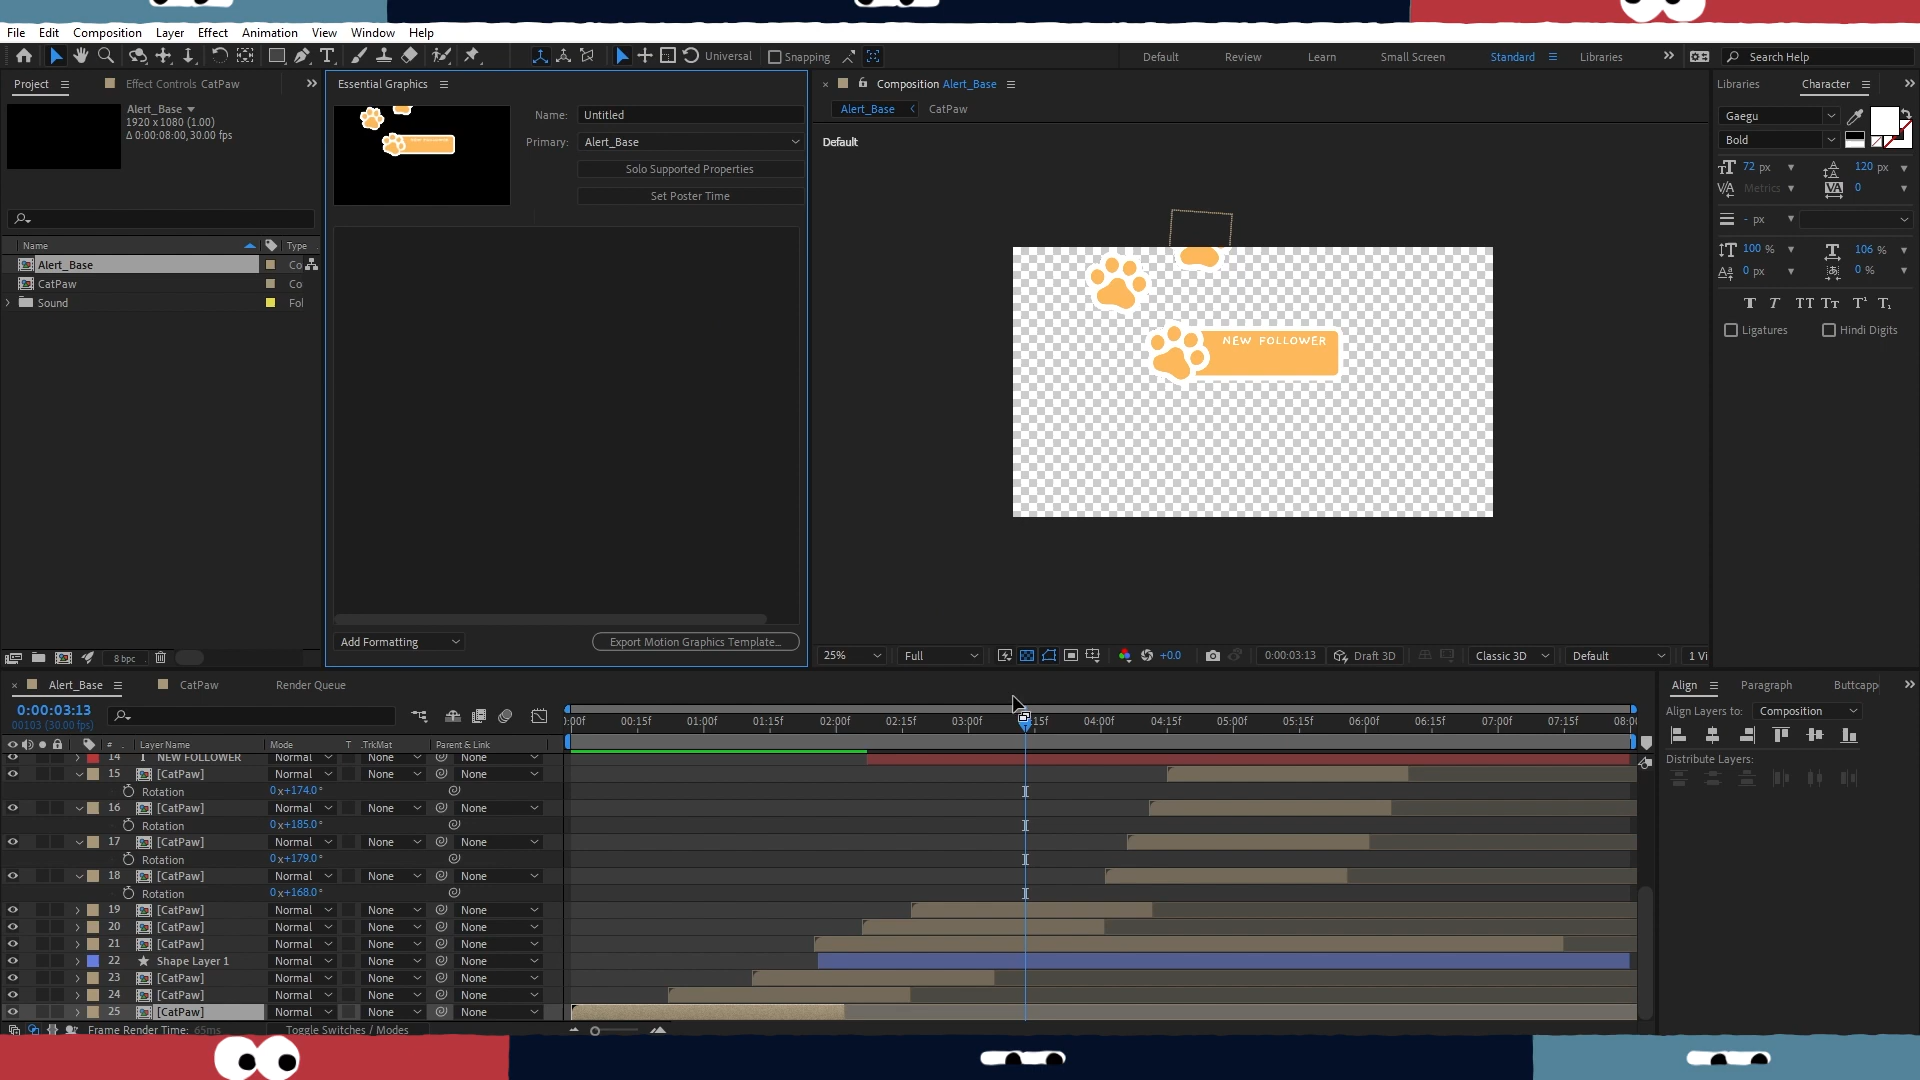 File Edit Composition Layer Effect Animation View Window Help
Universal Snapping Default Review Learn Small Screen Standard Libraries Search Help
Project Effect Controls CatPaw
Alert_Base
1920 x 1080 (1.00)
Δ 0:00:08:00, 30.00 fps
Name Type
Alert_Base Co
CatPaw Co
Sound Fol
8 bpc
Essential Graphics
Name: Untitled
Primary: Alert_Base
Solo Supported Properties
Set Poster Time
Add Formatting Export Motion Graphics Template...
Composition Alert_Base
Alert_Base CatPaw
Default
NEW FOLLOWER
25% Full +0.0 0:00:03:13 Draft 3D Classic 3D Default 1 Vi
Libraries Character
Gaegu
Bold
72 px 120 px
Metrics 0
- px
100 % 106 %
0 px 0 %
Ligatures Hindi Digits
Alert_Base CatPaw Render Queue
0:00:03:13
00103 (30.00 fps)
:00f 00:15f 01:00f 01:15f 02:00f 02:15f 03:00f 15f 04:00f 04:15f 05:00f 05:15f 06:00f 06:15f 07:00f 07:15f 08:0
# Layer Name Mode T .TrkMat Parent & Link
14 T NEW FOLLOWER Normal None None
15 [CatPaw] Normal None None
Rotation 0x+174.0°
16 [CatPaw] Normal None None
Rotation 0x+185.0°
17 [CatPaw] Normal None None
Rotation 0x+179.0°
18 [CatPaw] Normal None None
Rotation 0x+168.0°
19 [CatPaw] Normal None None
20 [CatPaw] Normal None None
21 [CatPaw] Normal None None
22 Shape Layer 1 Normal None None
23 [CatPaw] Normal None None
24 [CatPaw] Normal None None
25 [CatPaw] Normal None None
Frame Render Time: 65ms Toggle Switches / Modes
Align Paragraph Buttcapp
Align Layers to: Composition
Distribute Layers: